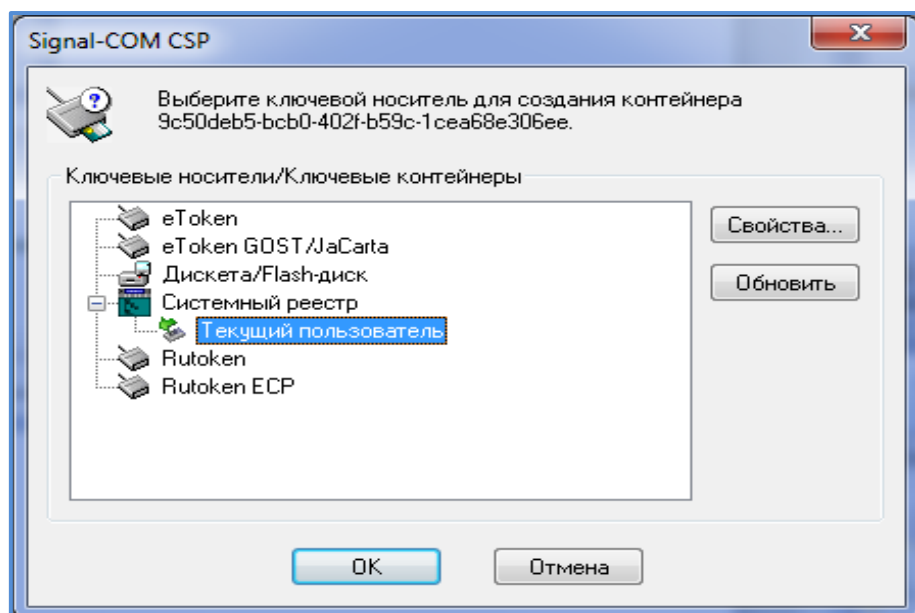 Signal-COM CSP
Выберите ключевой носитель для создания контейнера
9c50deb5-bcb0-402f-b59c-1cea68e306ee.
Ключевые носители/Ключевые контейнеры
eToken
eToken GOST/JaCarta
Дискета/Flash-диск
Системный реестр
Текущий пользователь
Rutoken
Rutoken ECP
Свойства...
Обновить
OK
Отмена